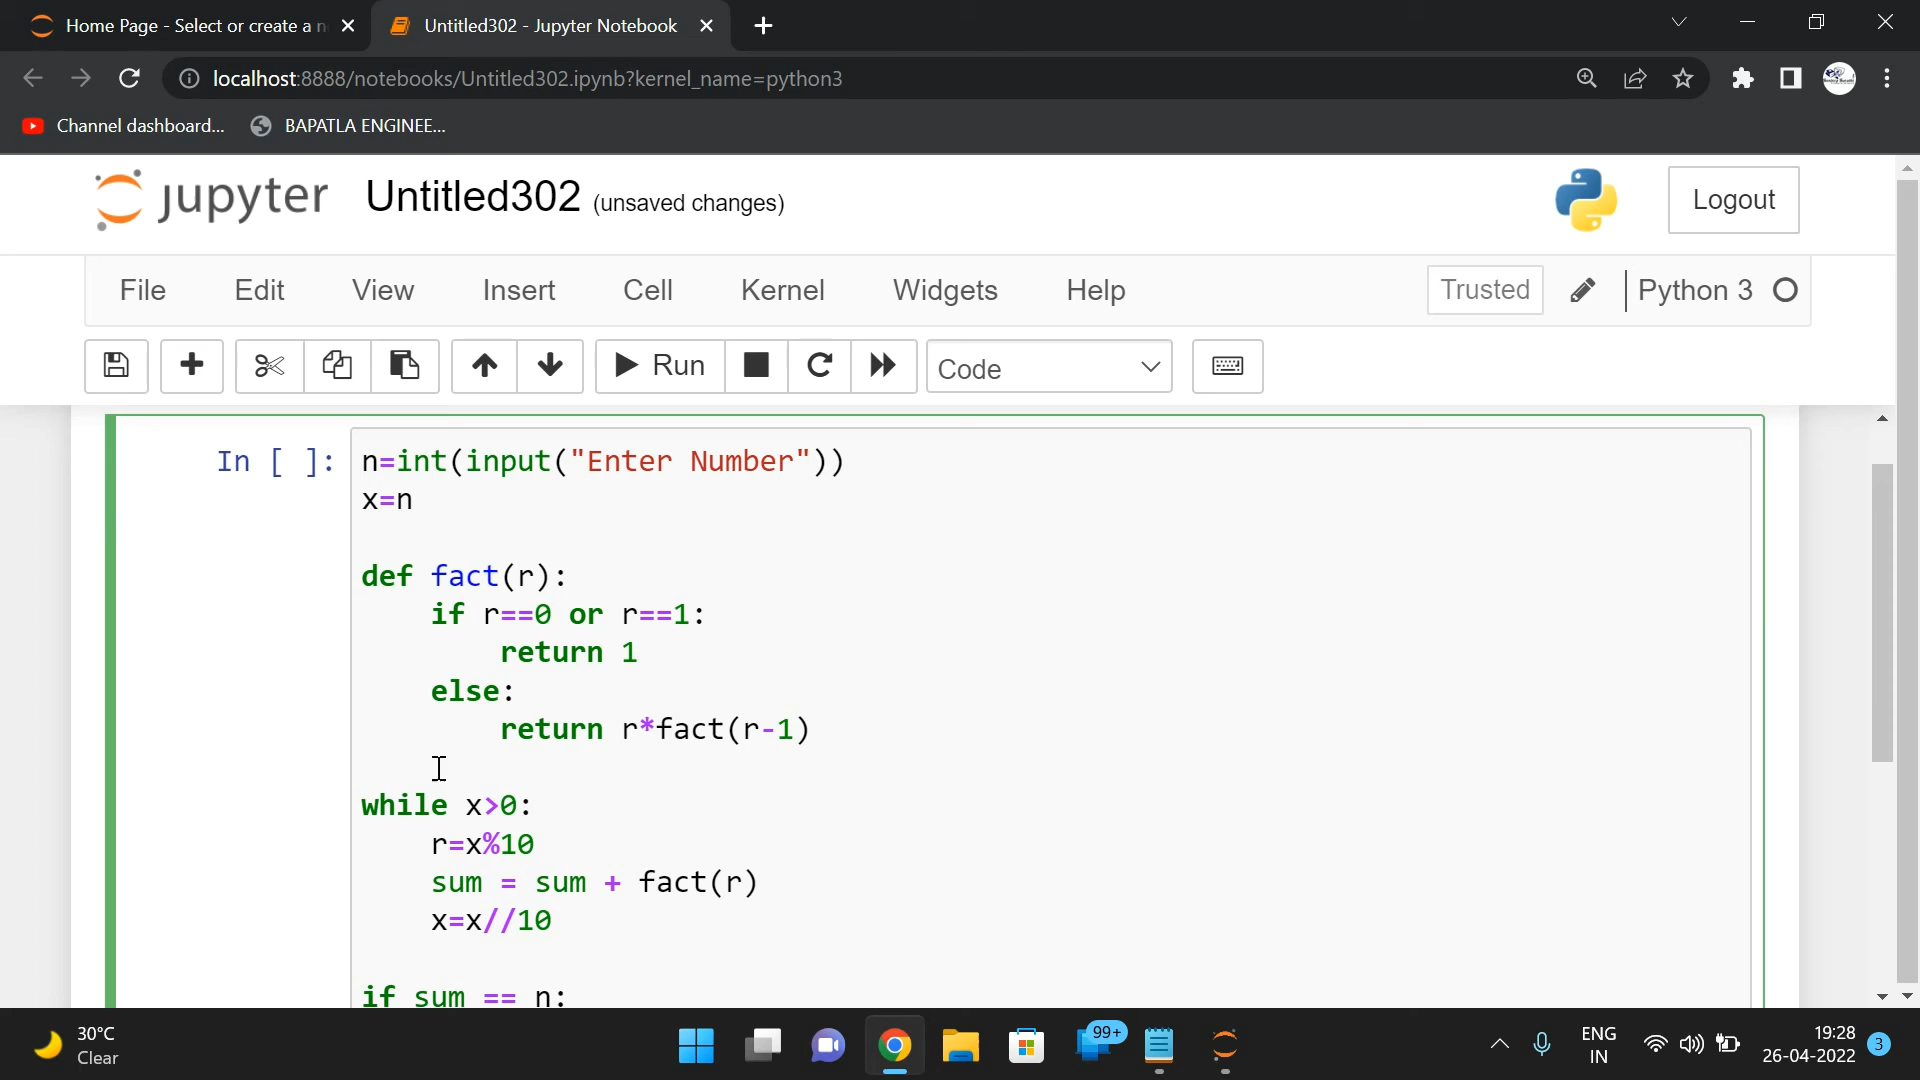 Home Page - Select or create a n
Untitled302 - Jupyter Notebook
localhost:8888/notebooks/Untitled302.ipynb?kernel_name=python3
Channel dashboard...
BAPATLA ENGINEE...
jupyter Untitled302 (unsaved changes)
Logout
File Edit View Insert Cell Kernel Widgets Help
Trusted Python 3
Run Code
In [ ]: n=int(input("Enter Number"))
x=n
def fact(r):
    if r==0 or r==1:
        return 1
    else:
        return r*fact(r-1)
while x>0:
    r=x%10
    sum = sum + fact(r)
    x=x//10
if sum == n:
30°C
Clear
99+
ENG
IN
19:28
26-04-2022
3